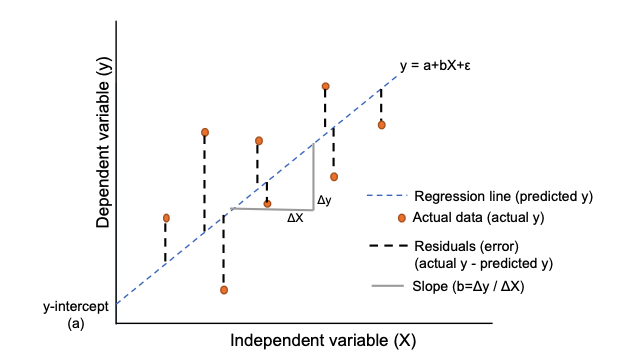 y = a+bX+ε
Dependent variable (y)
Δy
ΔX
Regression line (predicted y)
Actual data (actual y)
Residuals (error)
(actual y - predicted y)
Slope (b=Δy / ΔX)
y-intercept
(a)
Independent variable (X)